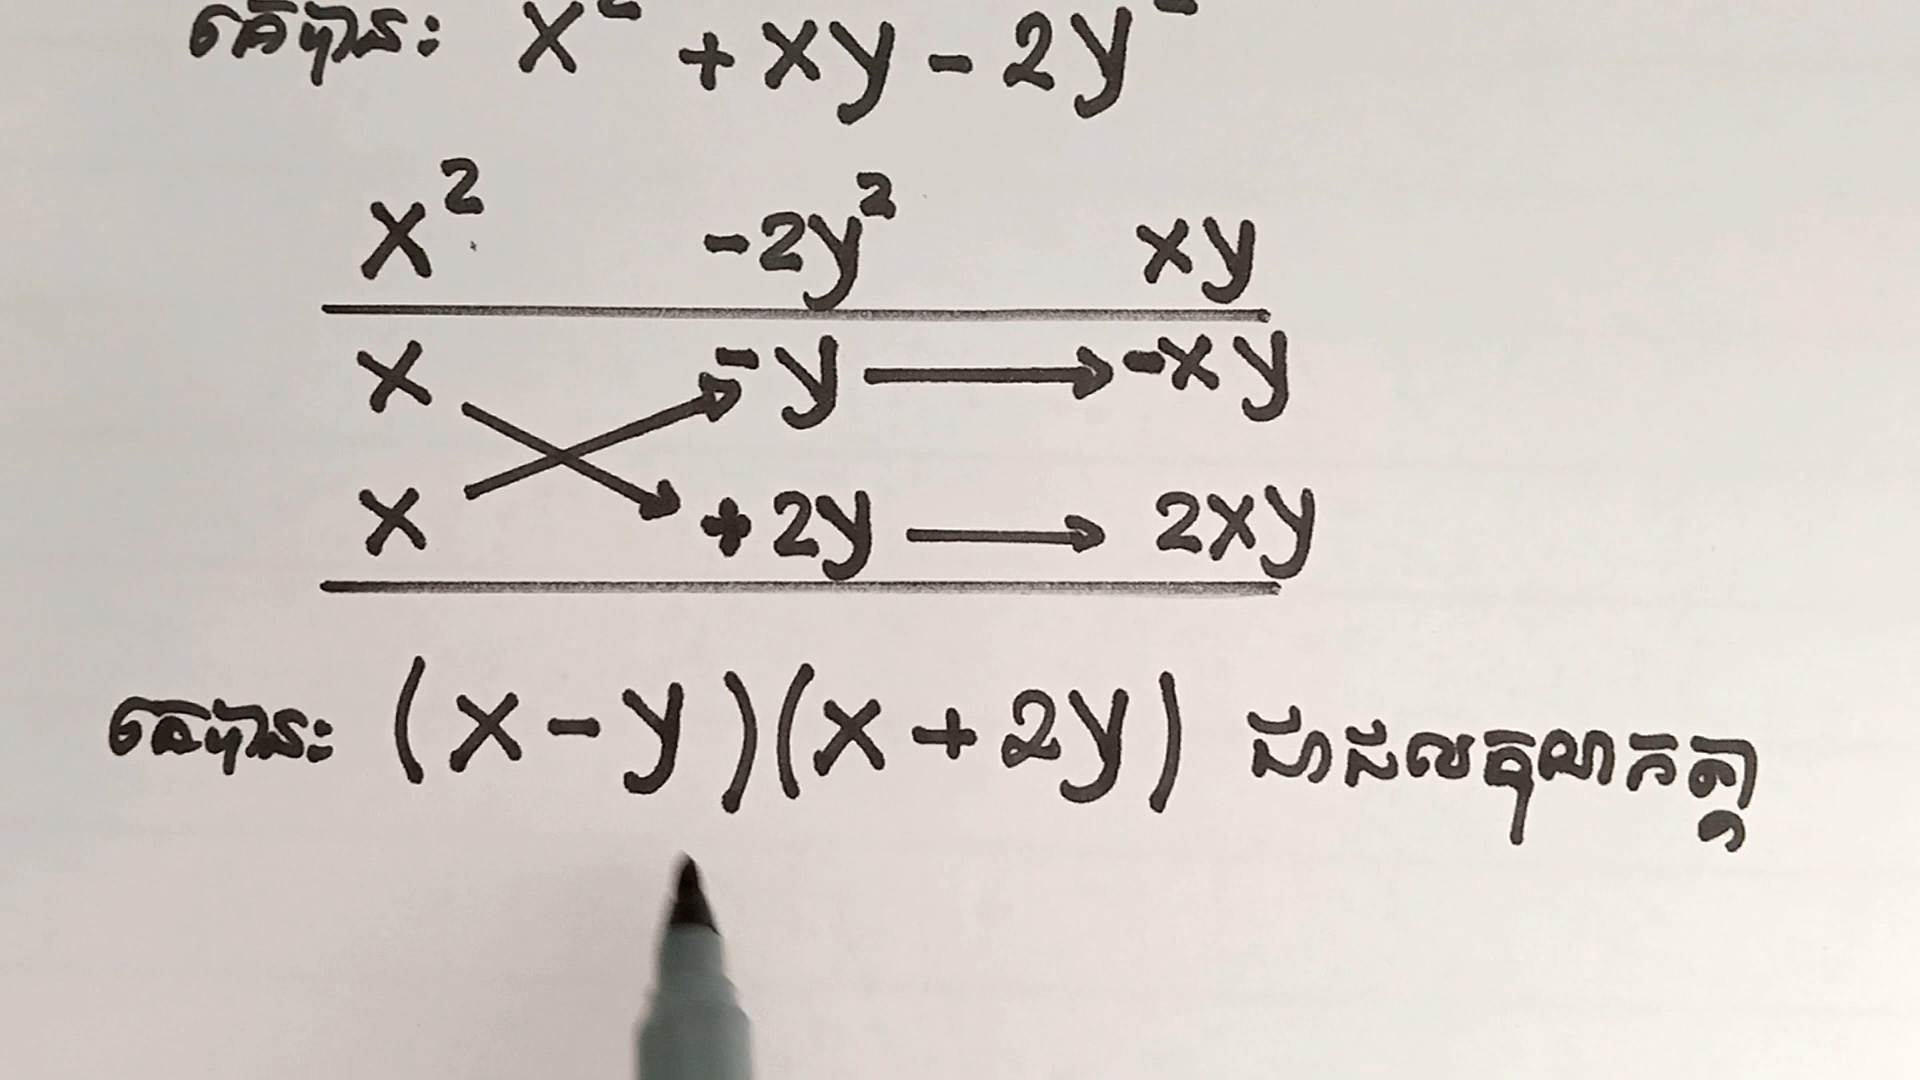 គេបាន: x² + xy - 2y²
x² -2y² xy
x -y → -xy
x +2y → 2xy
គេបាន: (x - y)(x + 2y) ជាផលគុណកត្តា